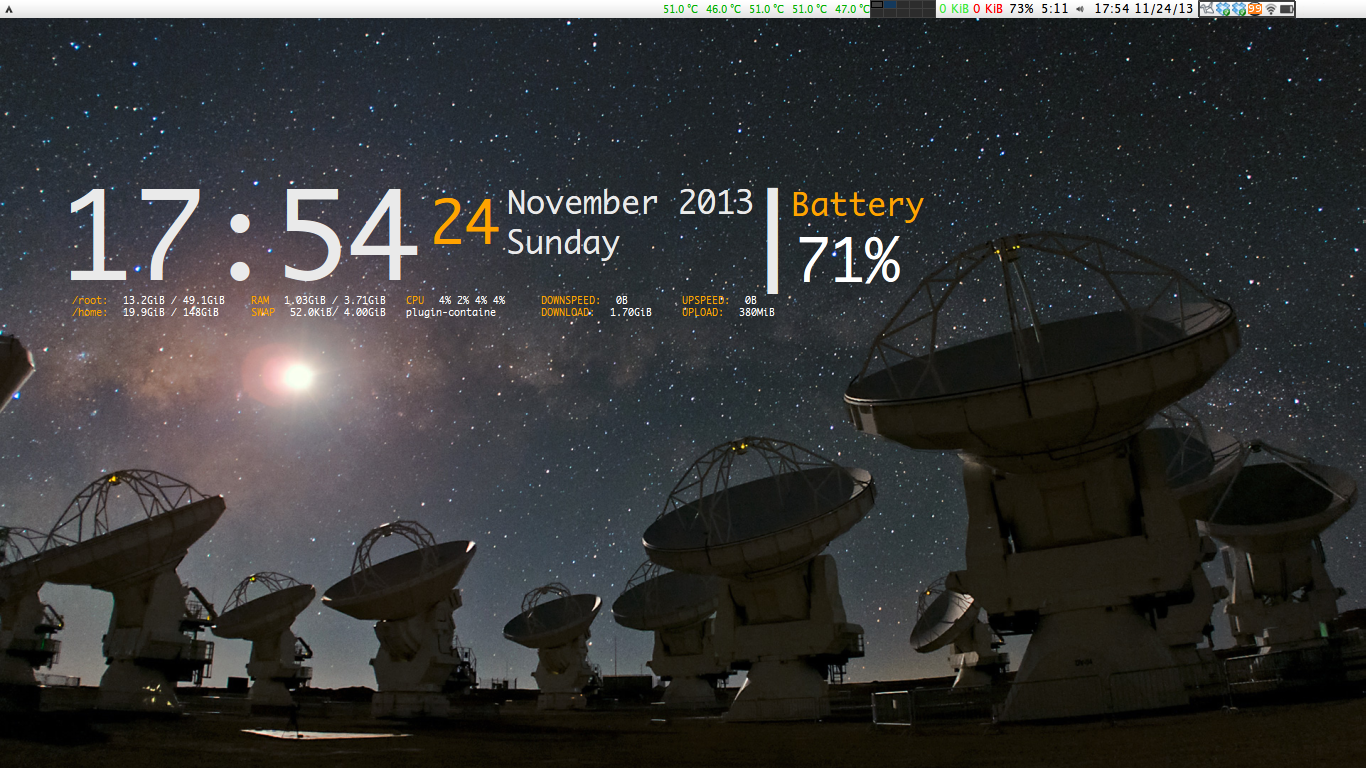 51.0 °C 46.0 °C 51.0 °C 51.0 °C 47.0 °C 0 KiB 0 KiB 73% 5:11 17:54 11/24/13 99
17:54 24 November 2013 Battery
Sunday 71%
/root: 13.2GiB / 49.1GiB RAM 1.03GiB / 3.71GiB CPU 4% 2% 4% 4% DOWNSPEED: 0B UPSPEED: 0B
/home: 19.9GiB / 148GiB SWAP 52.0KiB/ 4.00GiB plugin-containe DOWNLOAD: 1.70GiB UPLOAD: 380MiB